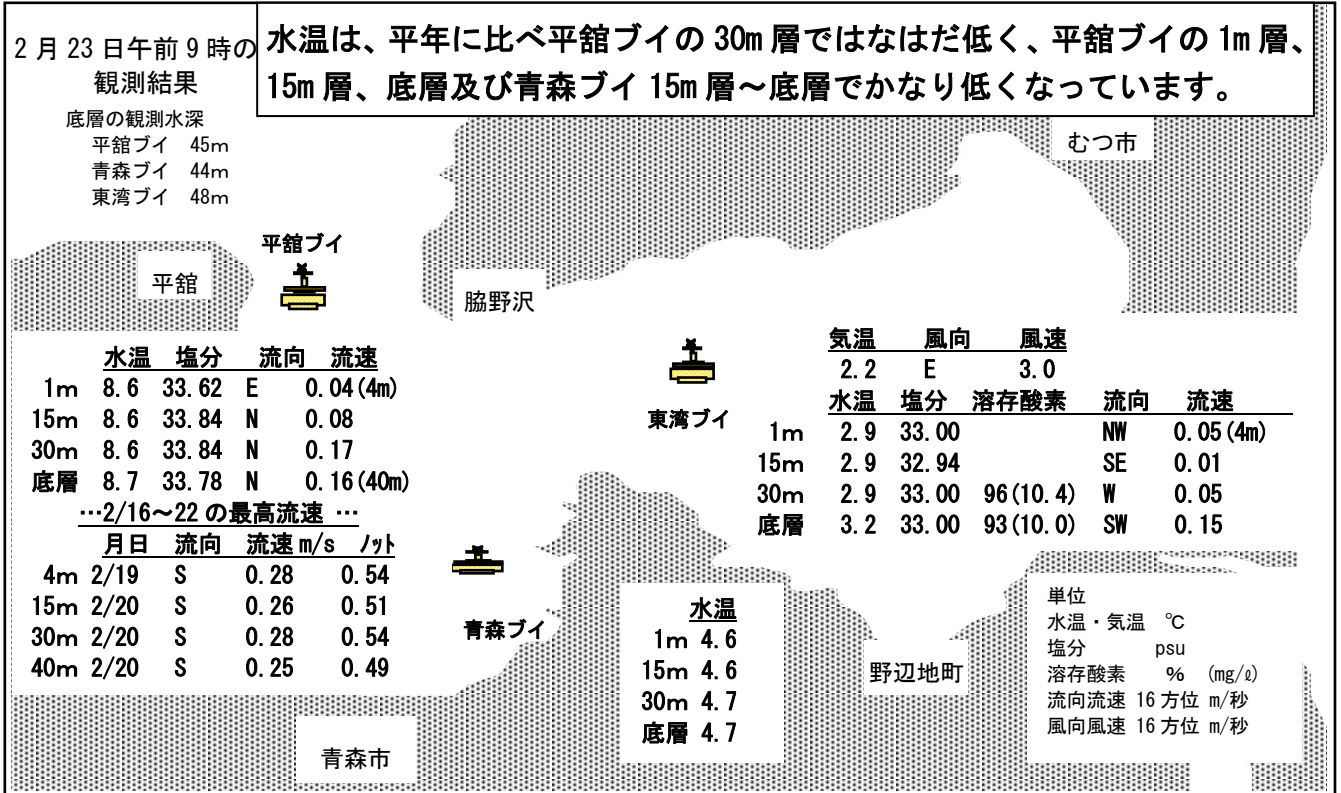 2月23日午前9時の
観測結果
水温は、平年に比べ平舘ブイの30m層ではなはだ低く、平舘ブイの1m層、
15m層、底層及び青森ブイ15m層～底層でかなり低くなっています。
底層の観測水深
平舘ブイ 45m
青森ブイ 44m
東湾ブイ 48m
むつ市
平舘ブイ
平舘
脇野沢
水温 塩分 流向 流速
1m 8.6 33.62 E 0.04(4m)
15m 8.6 33.84 N 0.08
30m 8.6 33.84 N 0.17
底層 8.7 33.78 N 0.16(40m)
…2/16～22の最高流速 …
月日 流向 流速m/s ﾉｯﾄ
4m 2/19 S 0.28 0.54
15m 2/20 S 0.26 0.51
30m 2/20 S 0.28 0.54
40m 2/20 S 0.25 0.49
東湾ブイ
気温 風向 風速
2.2 E 3.0
水温 塩分 溶存酸素 流向 流速
1m 2.9 33.00 NW 0.05(4m)
15m 2.9 32.94 SE 0.01
30m 2.9 33.00 96(10.4) W 0.05
底層 3.2 33.00 93(10.0) SW 0.15
青森ブイ
水温
1m 4.6
15m 4.6
30m 4.7
底層 4.7
野辺地町
青森市
単位
水温・気温 ℃
塩分 psu
溶存酸素 % (mg/ℓ)
流向流速 16方位 m/秒
風向風速 16方位 m/秒